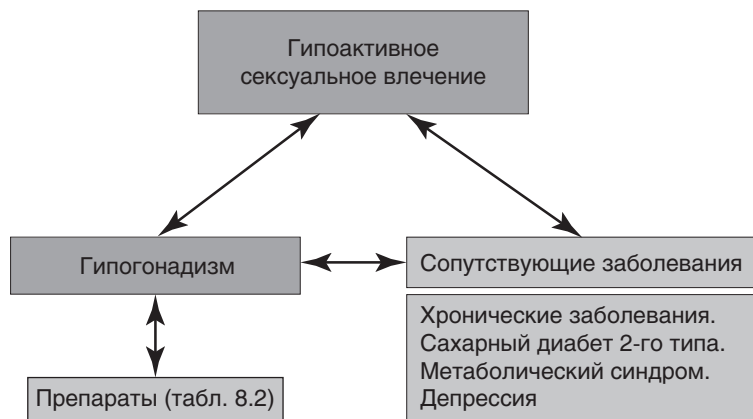 Гипоактивное
сексуальное влечение
Гипогонадизм
Сопутствующие заболевания
Хронические заболевания.
Сахарный диабет 2-го типа.
Метаболический синдром.
Депрессия
Препараты (табл. 8.2)